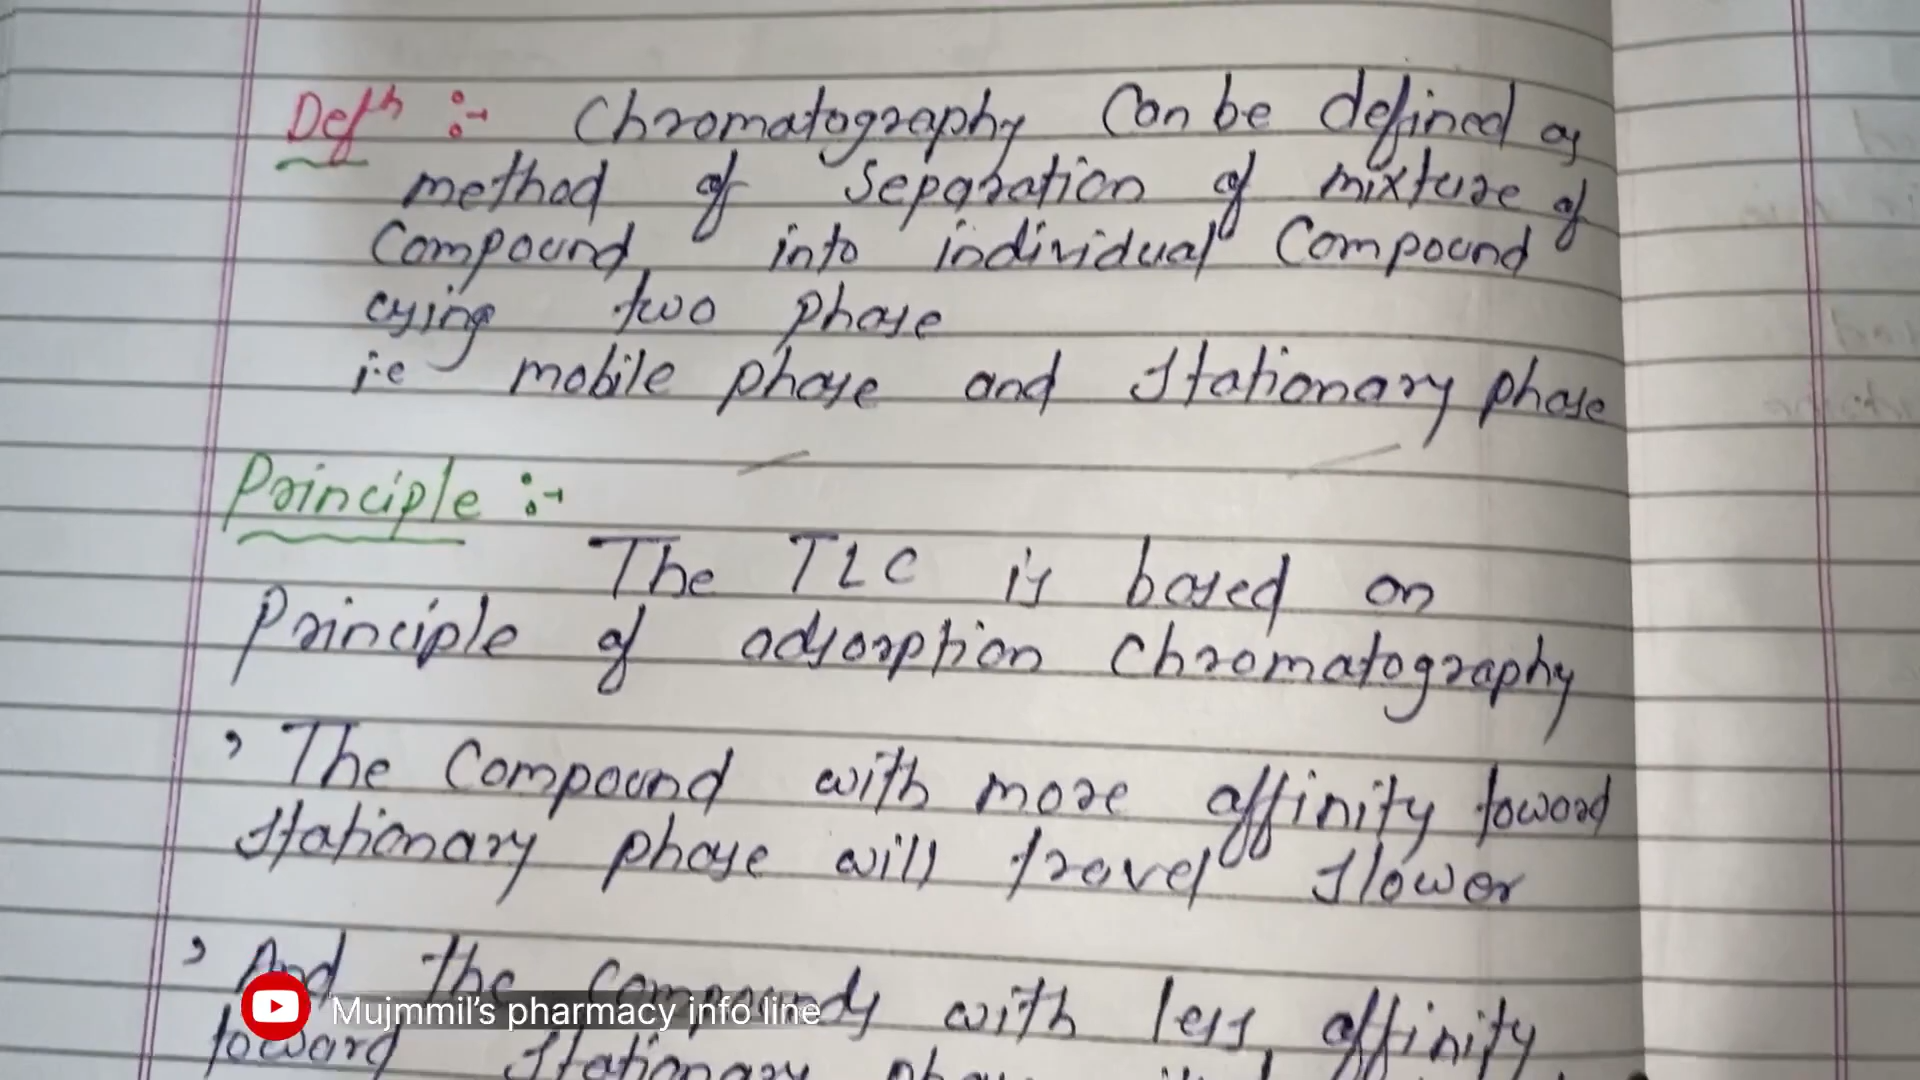 Defn :-
Chromatography Can be defined as
method of Separation of mixture of
Compound, into individual Compound
using two phase
i.e mobile phase and Stationary phase
Principle :-
The TLC is based on
Principle of adsorption Chromatography
, The Compound with more affinity toward
Stationary phase will travel slower
, And the Compounds with less affinity
Mujmmil's pharmacy info line
toward Stationary